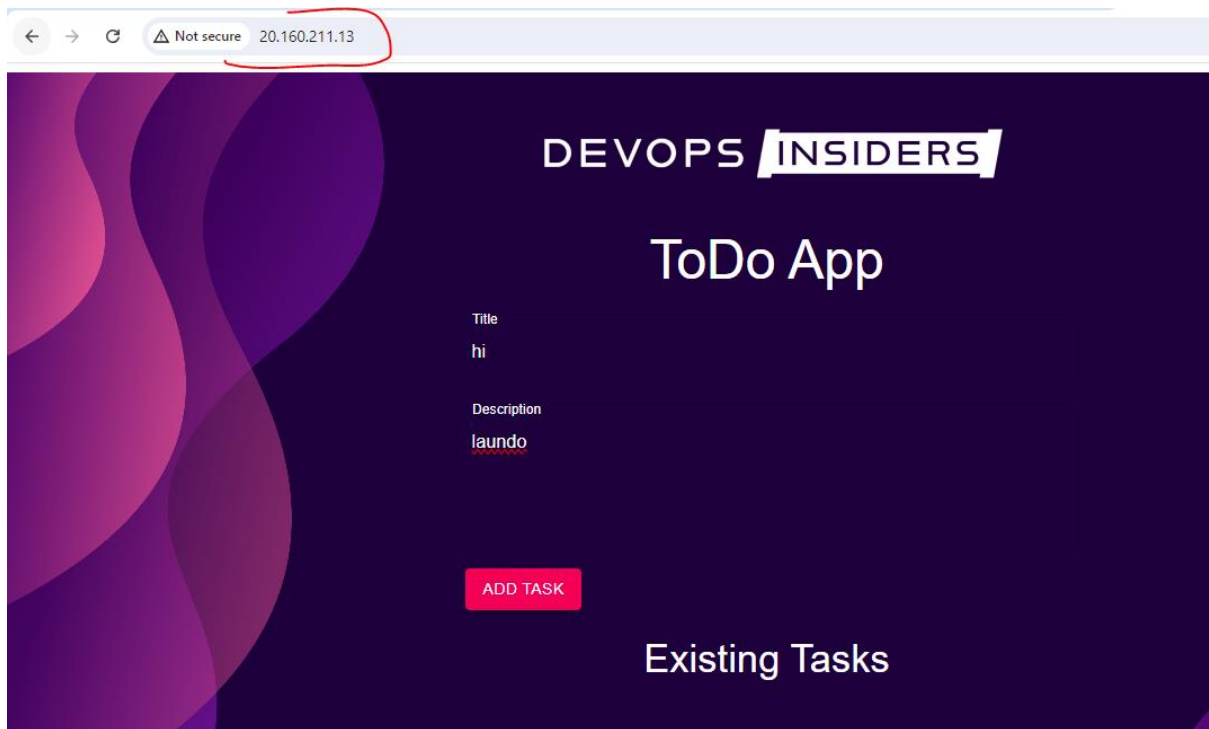 Not secure 20.160.211.13
DEVOPS INSIDERS
ToDo App
Title
hi
Description
laundo
ADD TASK
Existing Tasks